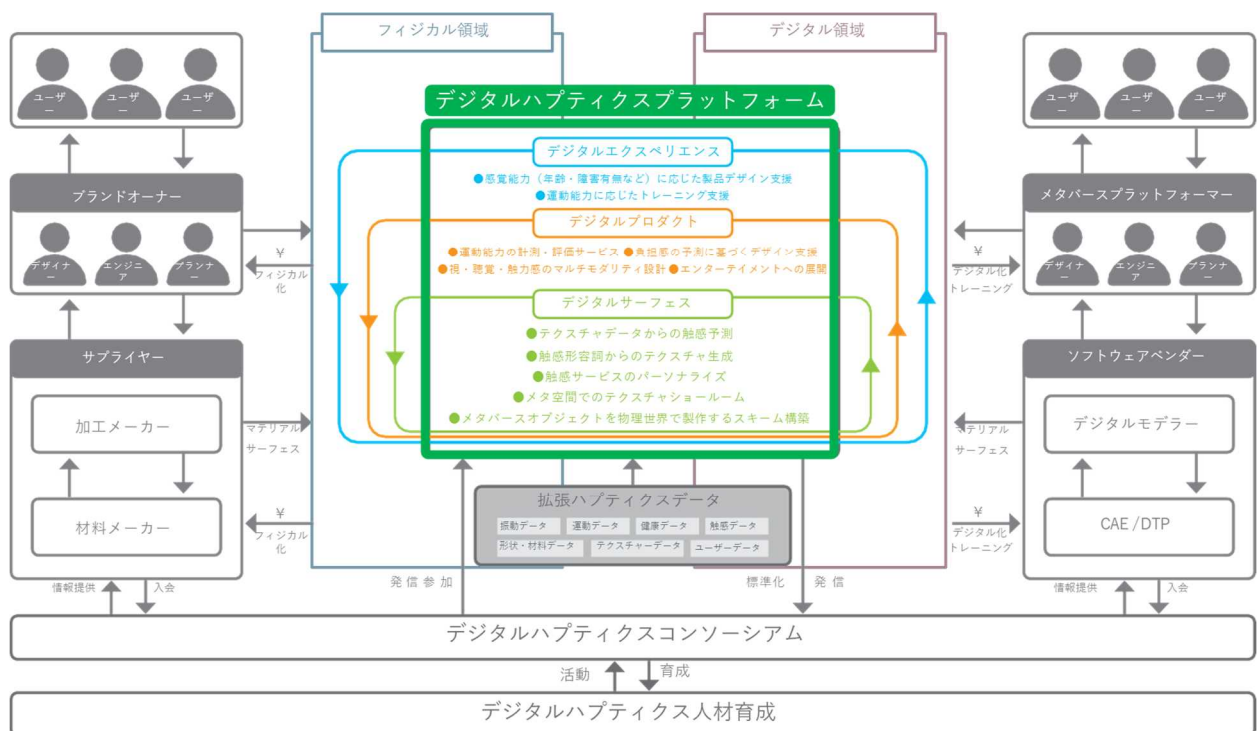 フィジカル領域
デジタル領域
ユーザー
ユーザー
ユーザー
ブランドオーナー
デザイナー
エンジニア
プランナー
サプライヤー
加工メーカー
材料メーカー
¥
フィジカル化
マテリアル
サーフェス
¥
フィジカル化
デジタルハプティクスプラットフォーム
デジタルエクスペリエンス
●感覚能力（年齢・障害有無など）に応じた製品デザイン支援
●運動能力に応じたトレーニング支援
デジタルプロダクト
●運動能力の計測・評価サービス ●負担感の予測に基づくデザイン支援
●視・聴覚・触力感のマルチモダリティ設計 ●エンターテイメントへの展開
デジタルサーフェス
●テクスチャデータからの触感予測
●触感形容詞からのテクスチャ生成
●触感サービスのパーソナライズ
●メタ空間でのテクスチャショールーム
●メタバースオブジェクトを物理世界で製作するスキーム構築
拡張ハプティクスデータ
振動データ 運動データ 健康データ 触感データ
形状・材料データ テクスチャーデータ ユーザーデータ
ユーザー
ユーザー
ユーザー
メタバースプラットフォーマー
デザイナー
エンジニア
プランナー
ソフトウェアベンダー
デジタルモデラー
CAE/DTP
¥
デジタル化
トレーニング
マテリアル
サーフェス
¥
デジタル化
トレーニング
情報提供
入会
発信参加
標準化
発信
情報提供
入会
デジタルハプティクスコンソーシアム
活動
育成
デジタルハプティクス人材育成